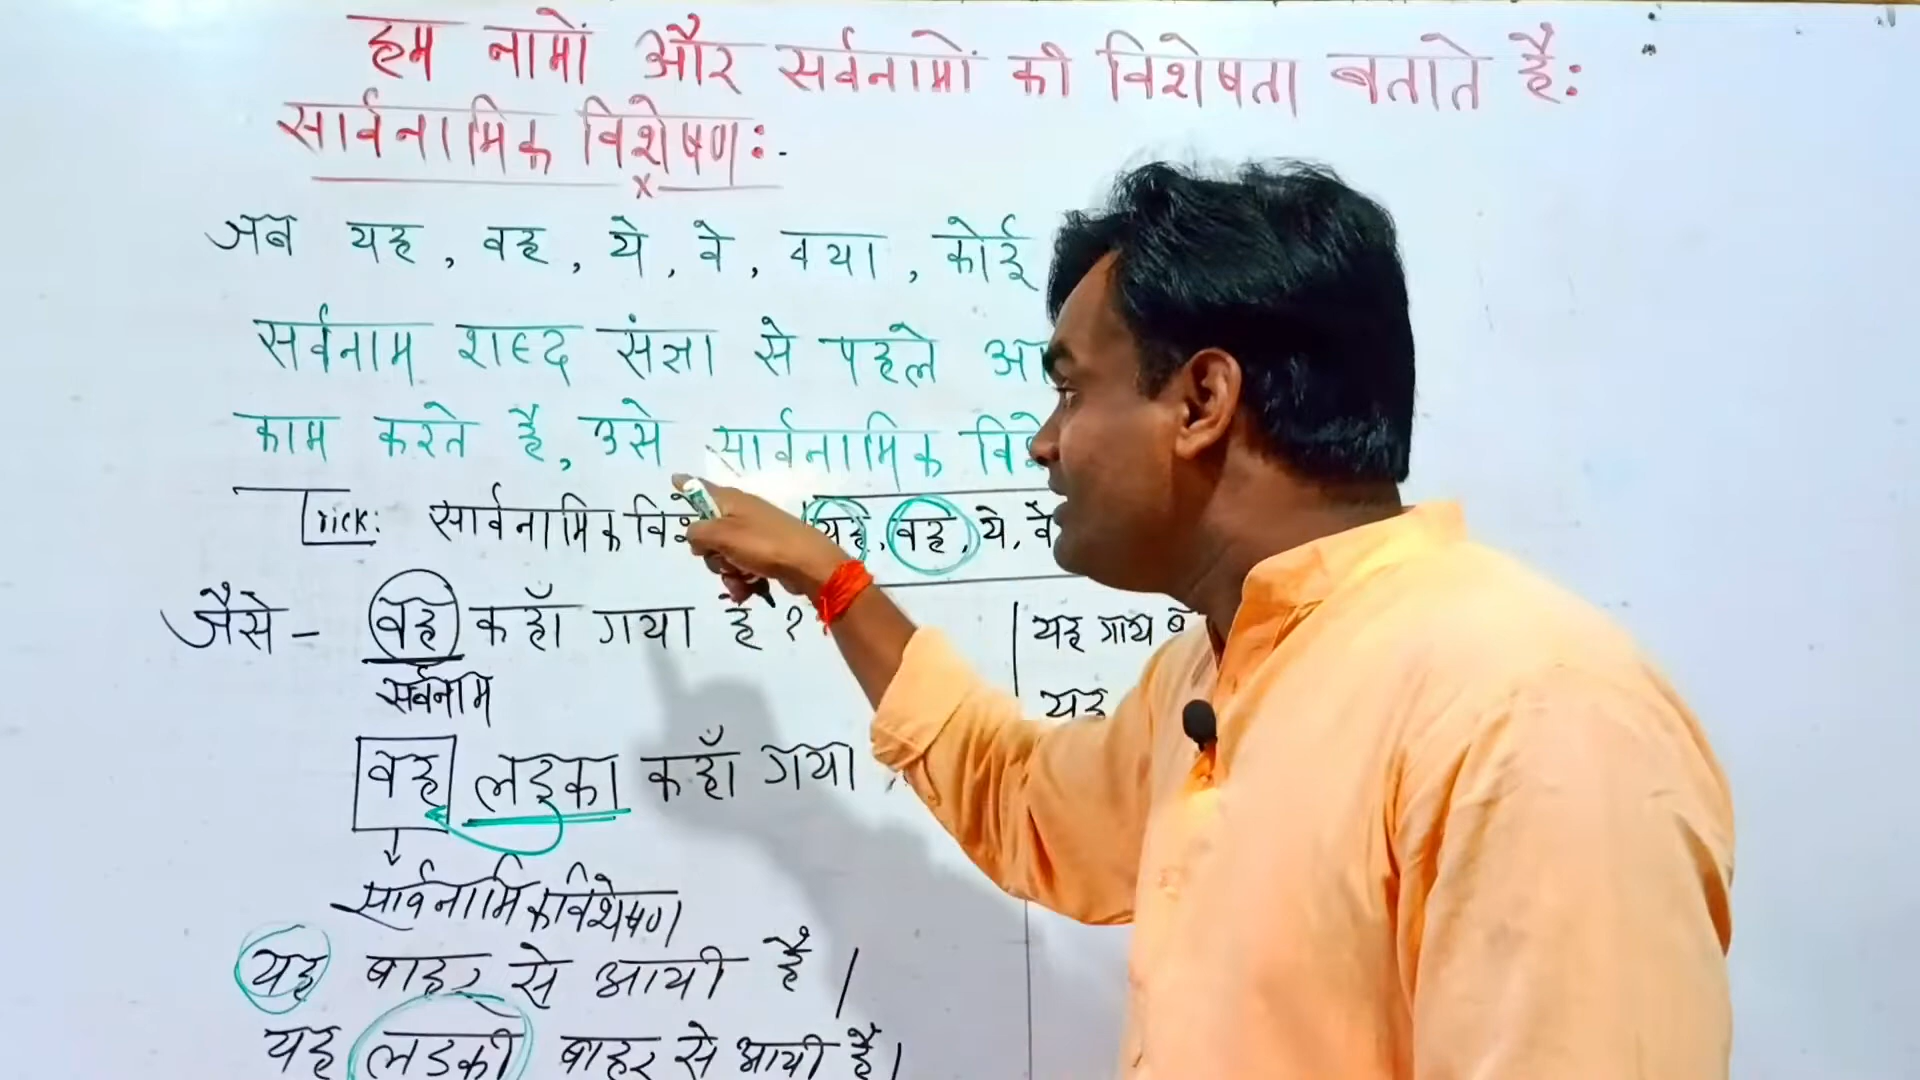 हम नामों और सर्वनामों की विशेषता बताते है:
सार्वनामिक विशेषण:-
जब यह, वह, ये, वे, क्या, कोई
सर्वनाम शब्द संज्ञा से पहले
काम करते है, उसे सार्वनामिक
Trick: सार्वनामिक यह, वह, ये, वे
जैसे - वह कहाँ गया है?
सर्वनाम
वह लड़का कहाँ गया
सार्वनामिक विशेषण
यह बाहर से आयी है।
यह लडकी बाहर से आयी है।
यह गाय
यह